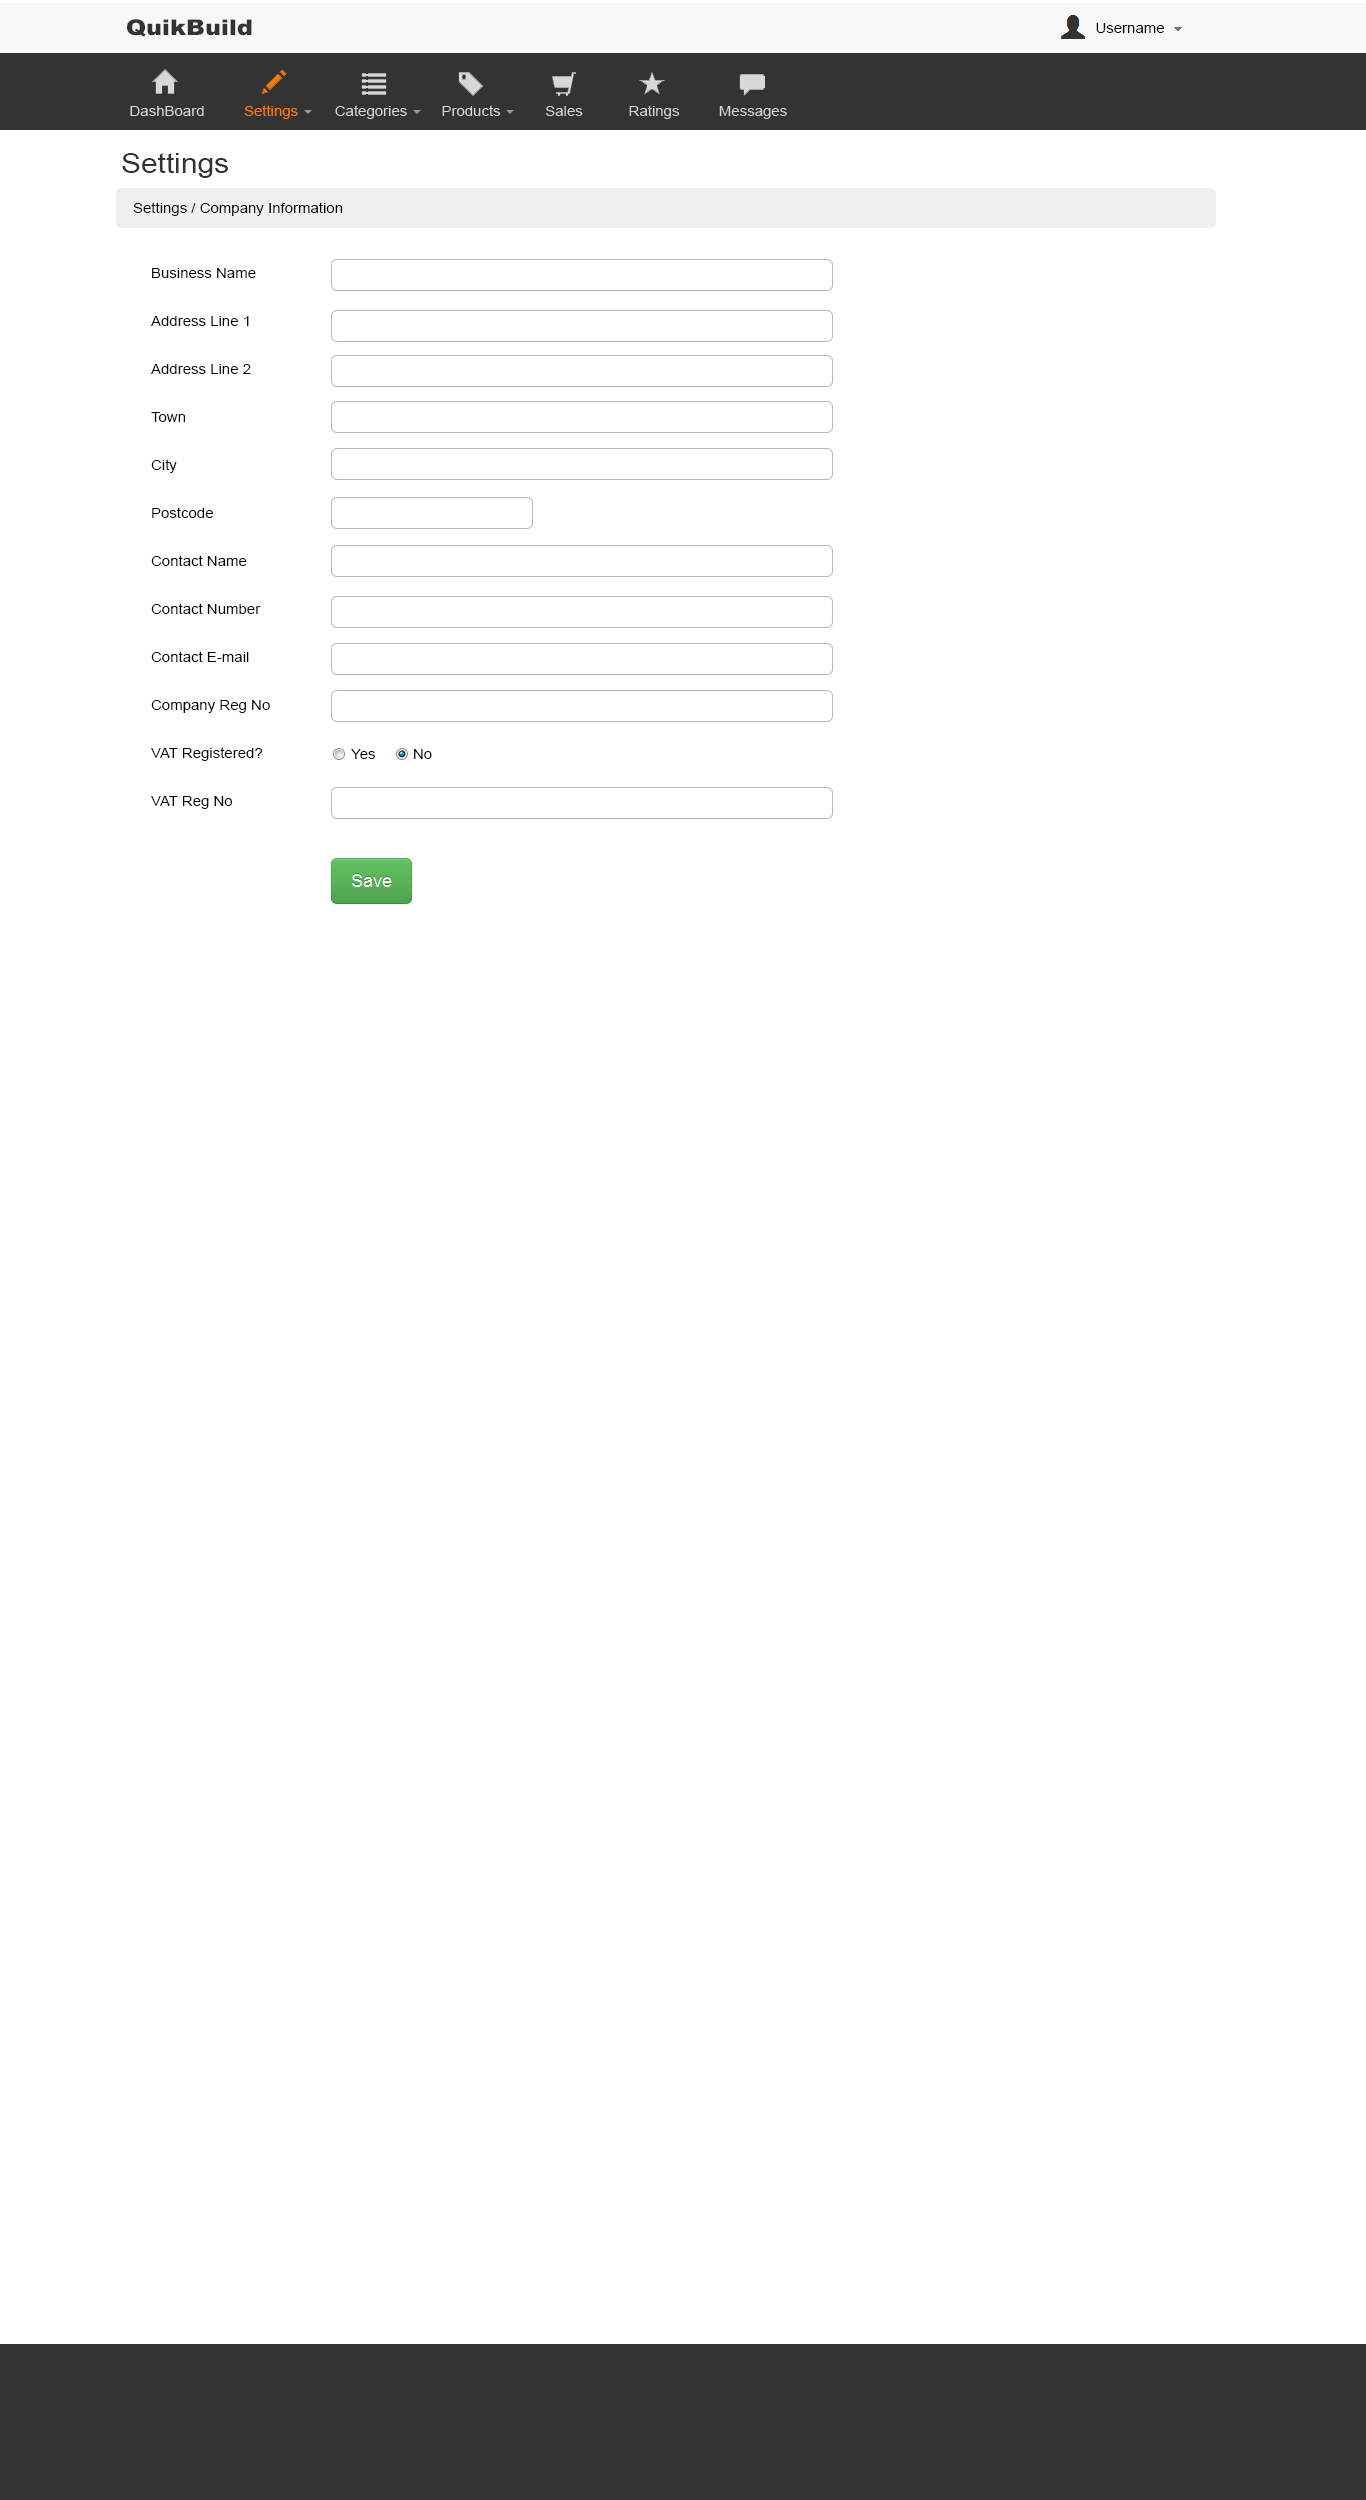 QuikBuild Username
DashBoard Settings Categories Products Sales Ratings Messages
Settings
Settings / Company Information
Business Name
Address Line 1
Address Line 2
Town
City
Postcode
Contact Name
Contact Number
Contact E-mail
Company Reg No
VAT Registered? Yes No
VAT Reg No
Save